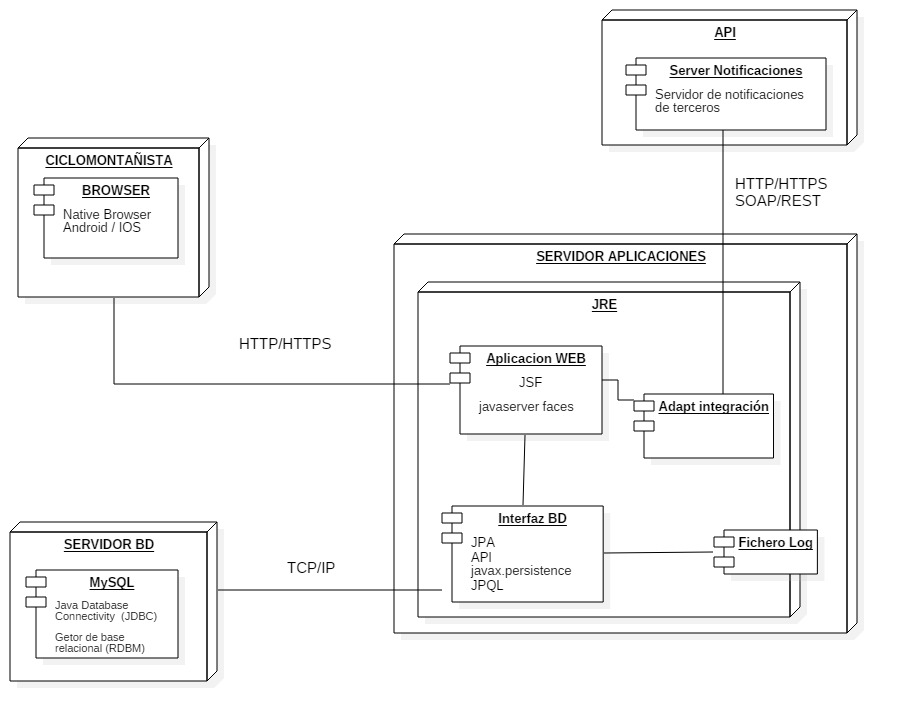 API
Server Notificaciones
Servidor de notificaciones
de terceros
CICLOMONTAÑISTA
BROWSER
Native Browser
Android / IOS
HTTP/HTTPS
SOAP/REST
SERVIDOR APLICACIONES
JRE
HTTP/HTTPS
Aplicacion WEB
JSF
javaserver faces
Adapt integración
Interfaz BD
JPA
API
javax.persistence
JPQL
Fichero Log
SERVIDOR BD
TCP/IP
MySQL
Java Database
Connectivity (JDBC)
Getor de base
relacional (RDBM)